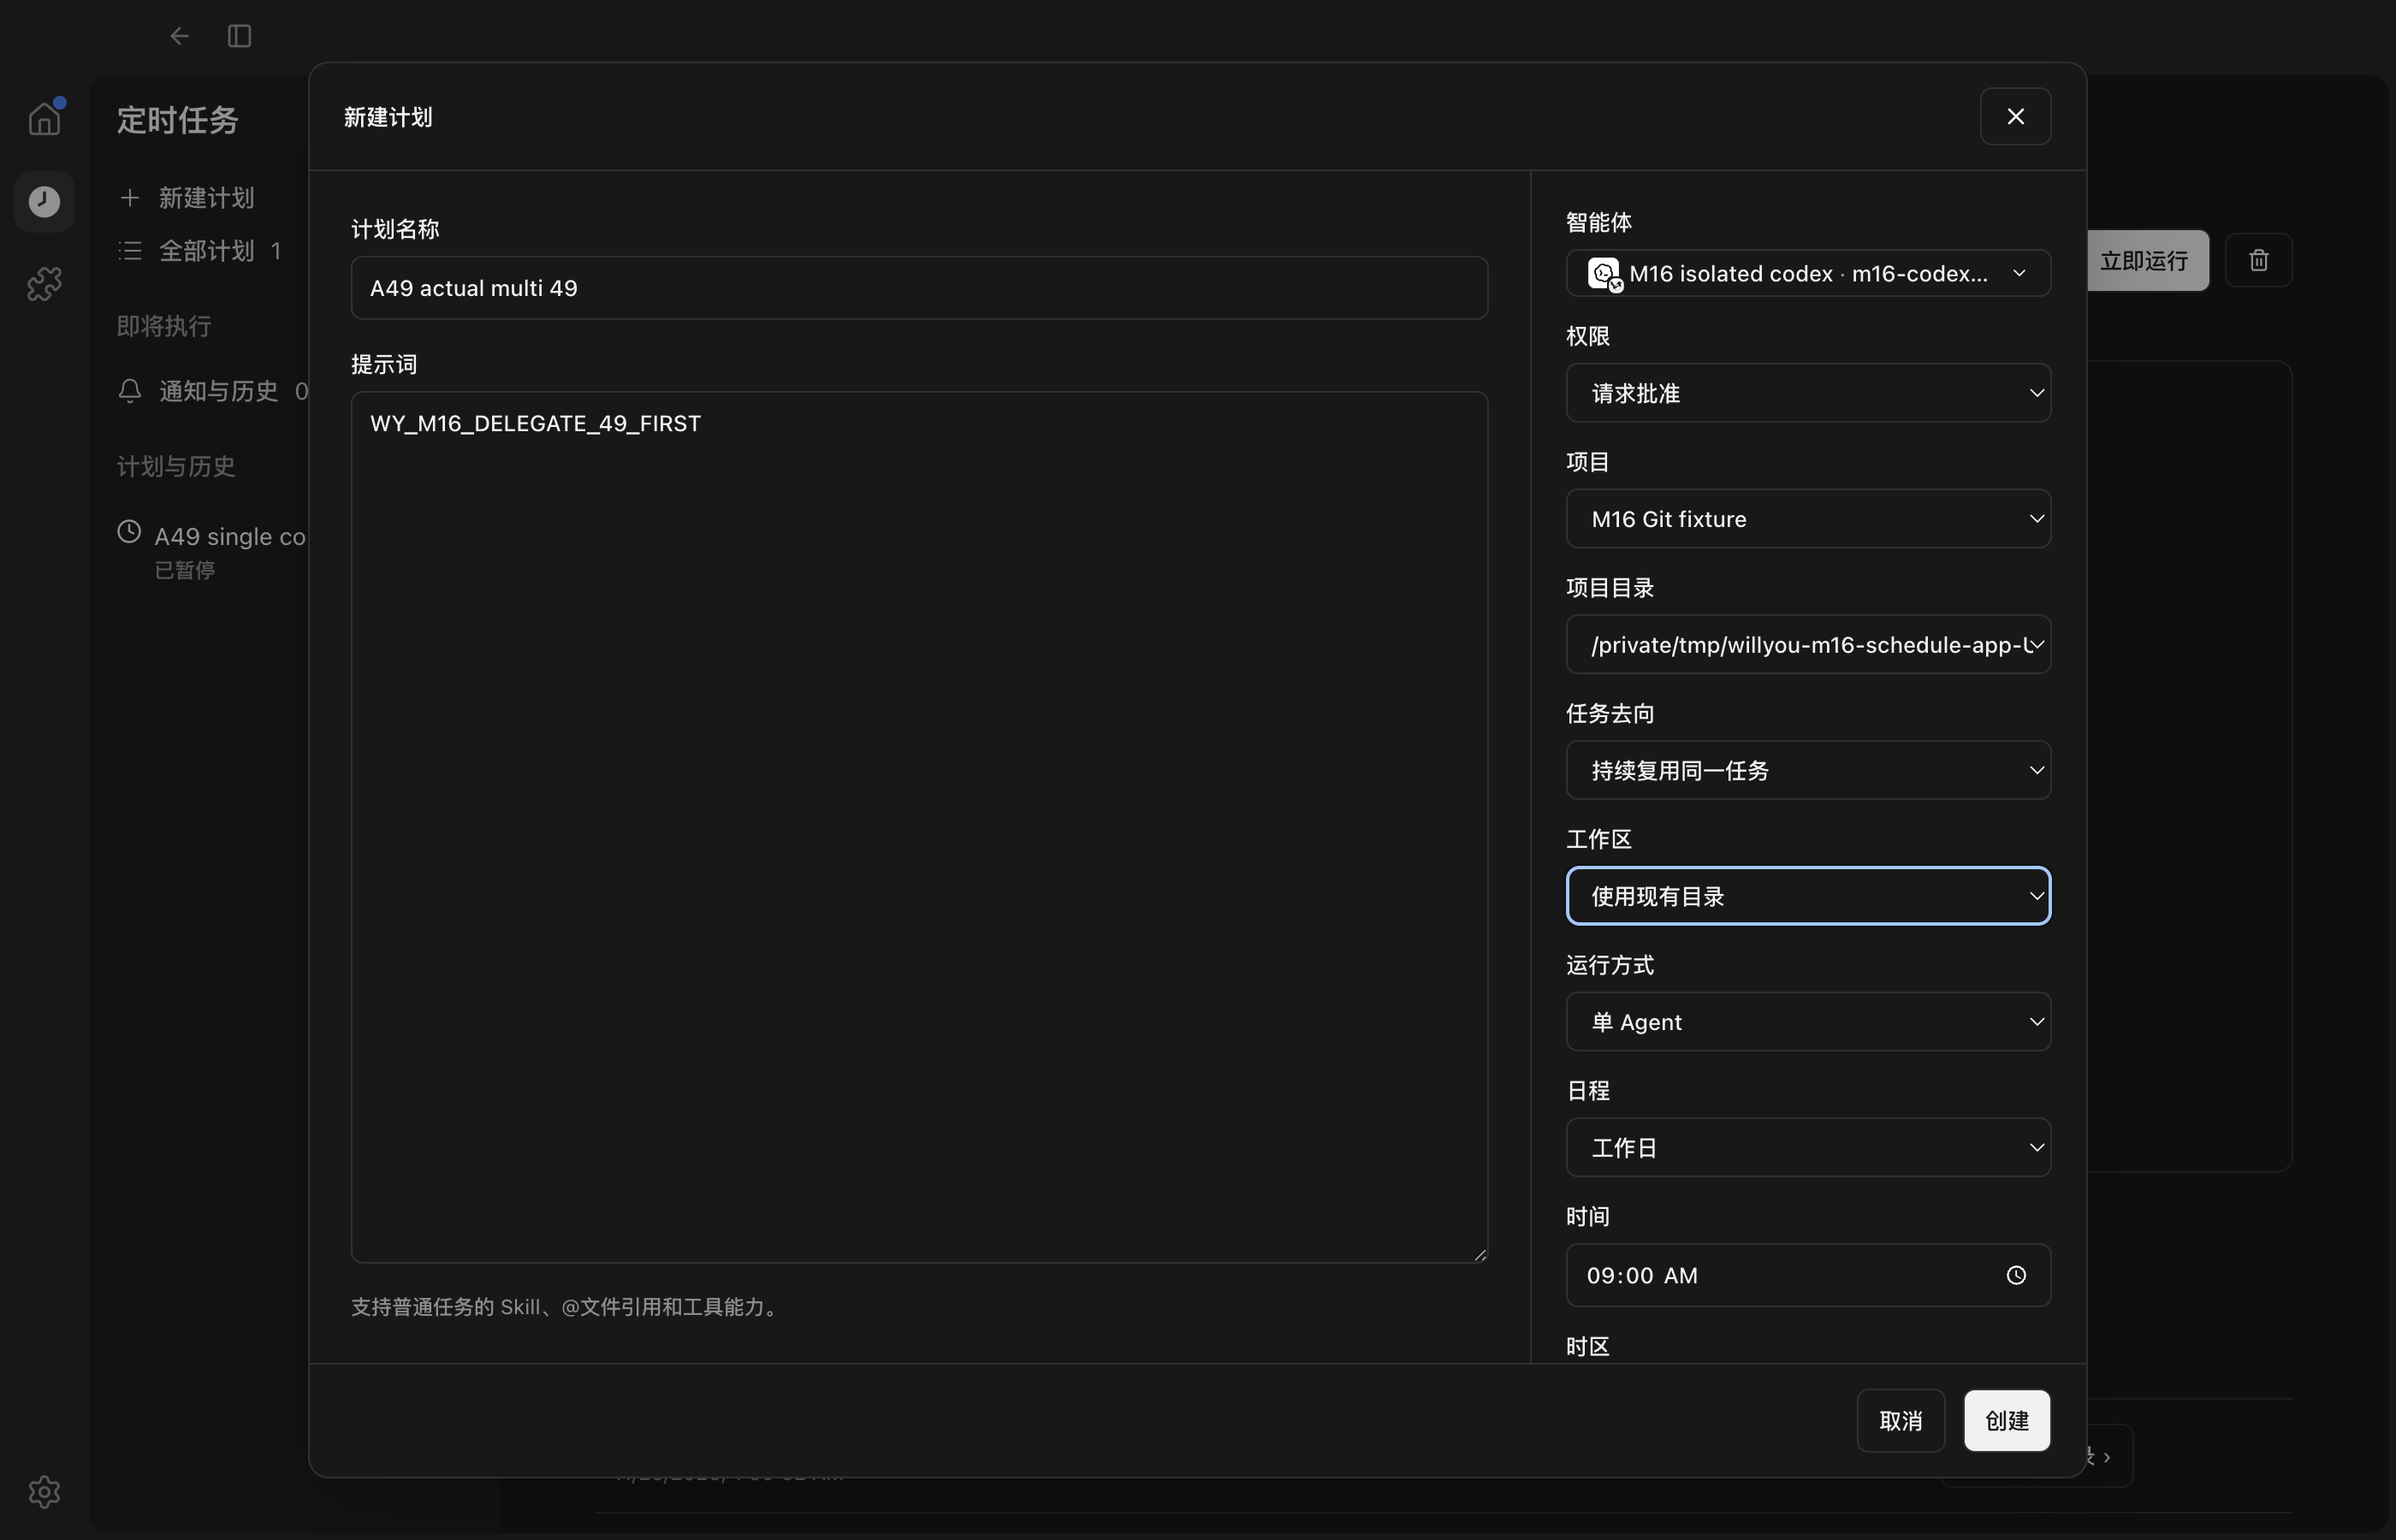 定时任务
新建计划
全部计划 1
即将执行
通知与历史 0
计划与历史
A49 single co
已暂停
新建计划
计划名称
A49 actual multi 49
提示词
WY_M16_DELEGATE_49_FIRST
支持普通任务的 Skill、@文件引用和工具能力。
智能体
M16 isolated codex · m16-codex...
权限
请求批准
项目
M16 Git fixture
项目目录
/private/tmp/willyou-m16-schedule-app-
任务去向
持续复用同一任务
工作区
使用现有目录
运行方式
单 Agent
日程
工作日
时间
09:00 AM
时区
取消
创建
立即运行